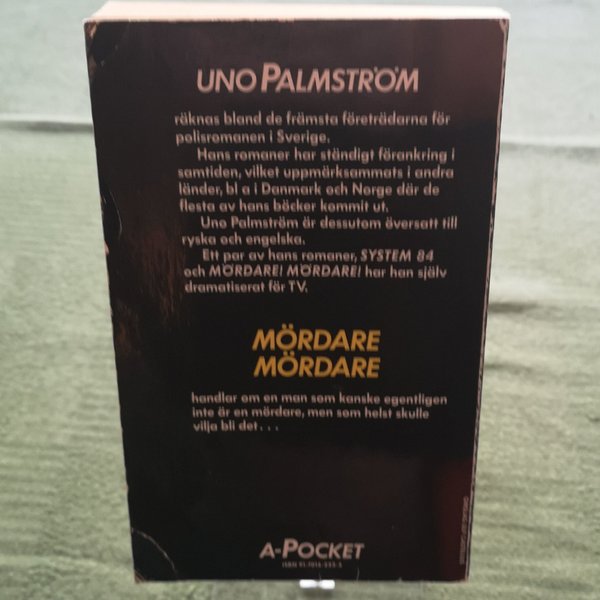 UNO PALMSTRÖM
räknas bland de främsta företrädarna för
polisromanen i Sverige.
Hans romaner har ständigt förankring i
samtiden, vilket uppmärksammats i andra
länder, bl a i Danmark och Norge där de
flesta av hans böcker kommit ut.
Uno Palmström är dessutom översatt till
ryska och engelska.
Ett par av hans romaner, SYSTEM 84
och MÖRDARE! MÖRDARE! har han själv
dramatiserat för TV.
MÖRDARE
MÖRDARE
handlar om en man som kanske egentligen
inte är en mördare, men som helst skulle
vilja bli det . . .
A-POCKET
ISBN